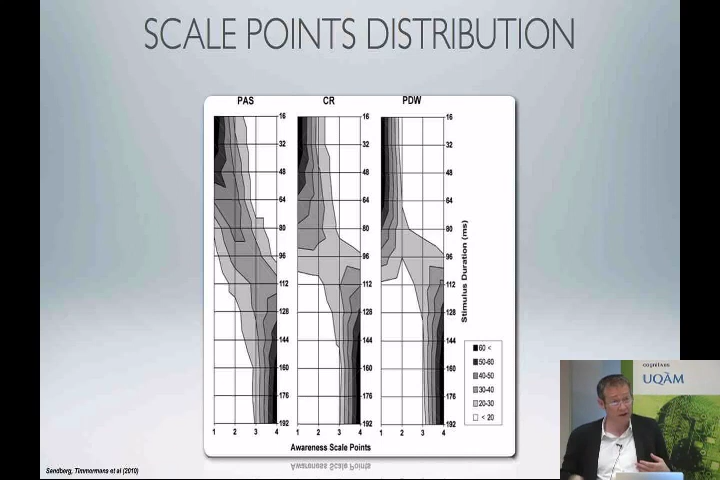 SCALE POINTS DISTRIBUTION
PAS CR PDW
16 16 16
32 32 32
48 48 48
64 64 64
80 80 80
96 96 96
112 112 112
128 128 128
144 144 144
160 160 160
176 176 176
192 192 192
1 2 3 4 1 2 3 4 1 2 3 4
Awareness Scale Points
Stimulus Duration (ms)
60 <
50-60
40-50
30-40
20-30
< 20
Awareness Scale Points
Sandberg, Timmermans et al (2010)
cognitives
UQÀM